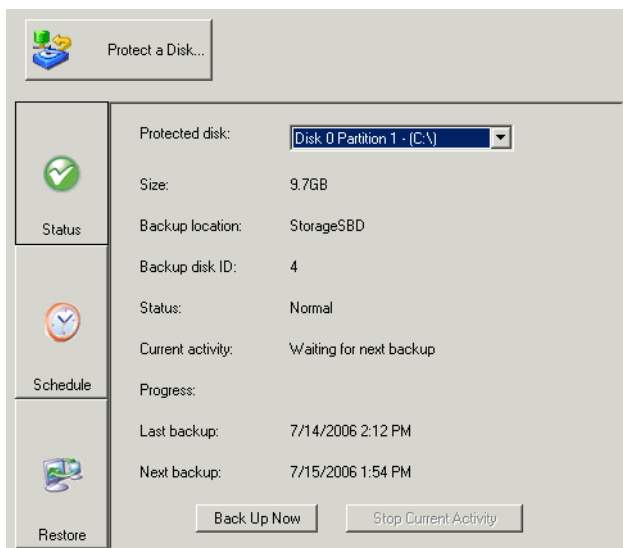 Protect a Disk...
Protected disk: Disk 0 Partition 1 - (C:\)
Size: 9.7GB
Status
Backup location: StorageSBD
Backup disk ID: 4
Status: Normal
Current activity: Waiting for next backup
Schedule
Progress:
Last backup: 7/14/2006 2:12 PM
Next backup: 7/15/2006 1:54 PM
Restore
Back Up Now Stop Current Activity